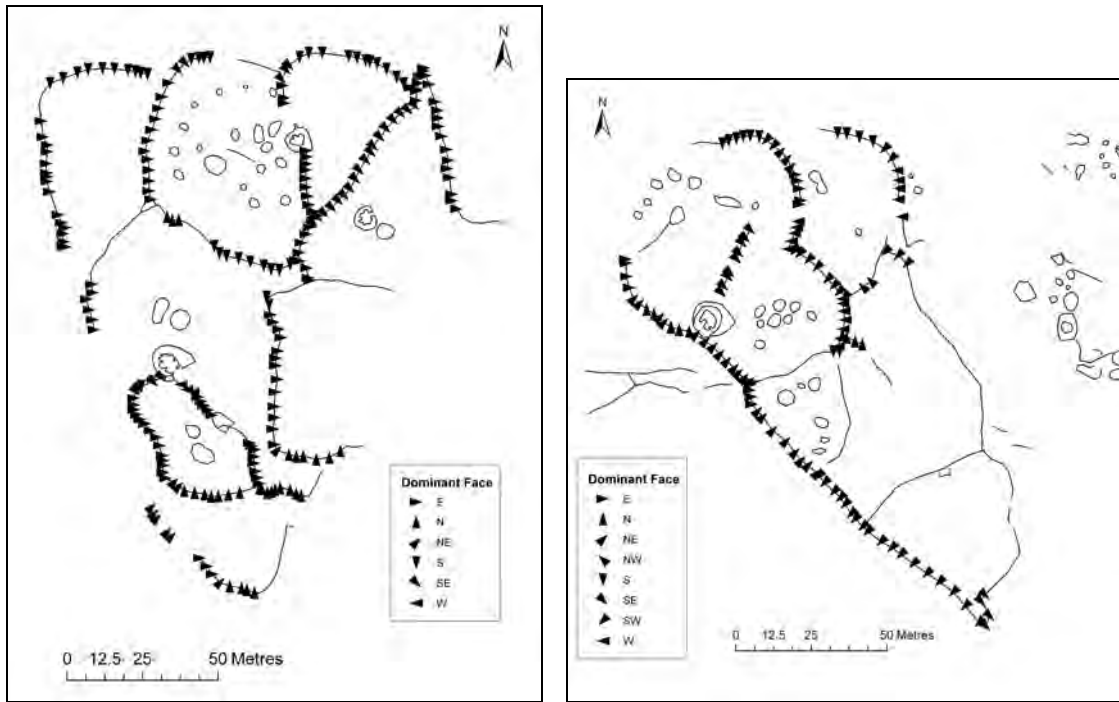 N
Dominant Face
E
N
NE
S
SE
W
0 12.5 25 50 Metres
N
Dominant Face
E
N
NE
NW
S
SE
SW
W
0 12.5 25 50 Metres